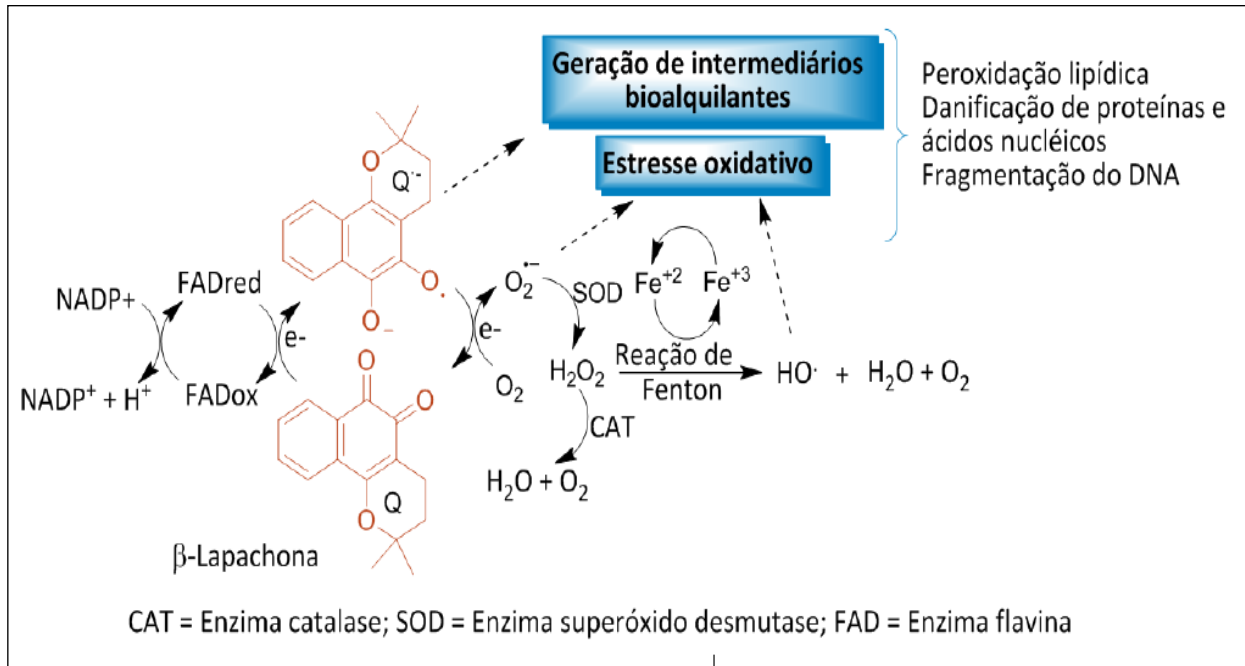 Geração de intermediários
bioalquilantes
Estresse oxidativo
Peroxidação lipídica
Danificação de proteínas e
ácidos nucléicos
Fragmentação do DNA
O
Q·-
O.
O-
NADP+
FADred
e-
NADP+ + H+
FADox
O2·-
e-
O2
SOD
Fe+2
Fe+3
H2O2
Reação de
Fenton
HO· + H2O + O2
CAT
H2O + O2
O
O
Q
O
β-Lapachona
CAT = Enzima catalase; SOD = Enzima superóxido desmutase; FAD = Enzima flavina